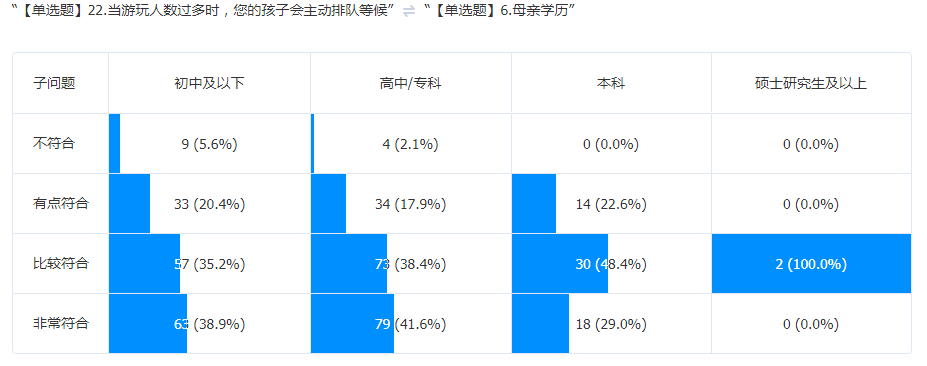 “【单选题】22.当游玩人数过多时，您的孩子会主动排队等候” ⇌ “【单选题】6.母亲学历”
子问题 初中及以下 高中/专科 本科 硕士研究生及以上
不符合 9 (5.6%) 4 (2.1%) 0 (0.0%) 0 (0.0%)
有点符合 33 (20.4%) 34 (17.9%) 14 (22.6%) 0 (0.0%)
比较符合 57 (35.2%) 73 (38.4%) 30 (48.4%) 2 (100.0%)
非常符合 63 (38.9%) 79 (41.6%) 18 (29.0%) 0 (0.0%)